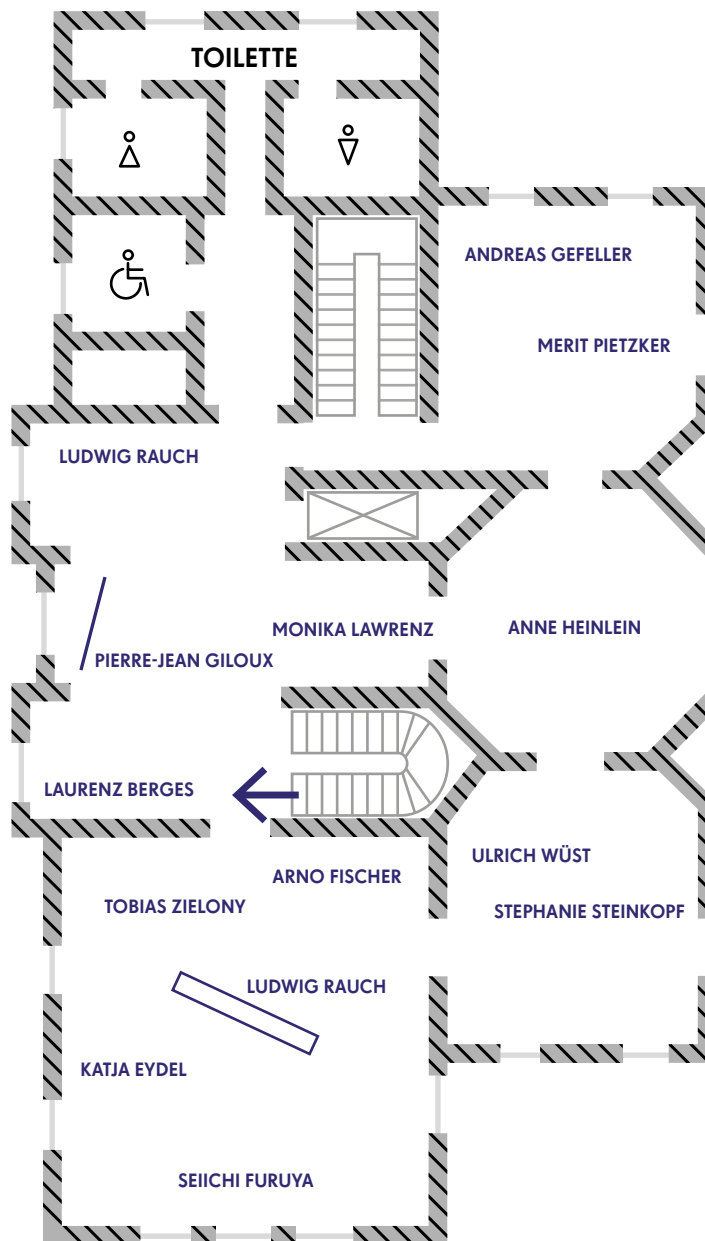 TOILETTE
ANDREAS GEFELLER
MERIT PIETZKER
LUDWIG RAUCH
MONIKA LAWRENZ
ANNE HEINLEIN
PIERRE-JEAN GILOUX
LAURENZ BERGES
ULRICH WÜST
ARNO FISCHER
TOBIAS ZIELONY
STEPHANIE STEINKOPF
LUDWIG RAUCH
KATJA EYDEL
SEIICHI FURUYA